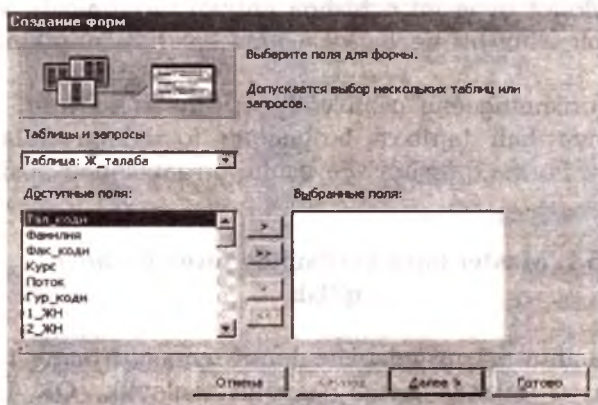 Создание форм
Выберите поля для формы.
Допускается выбор нескольких таблиц или
запросов.
Таблицы и запросы
Таблица: Ж_талаба
Доступные поля:
Выбранные поля:
Тал_коди
Фамилия
Фак_коди
Курс
Поток
Гур_коди
1_ЖН
2_ЖН
>
>>
<
<<
Отмена
Далее >
Готово